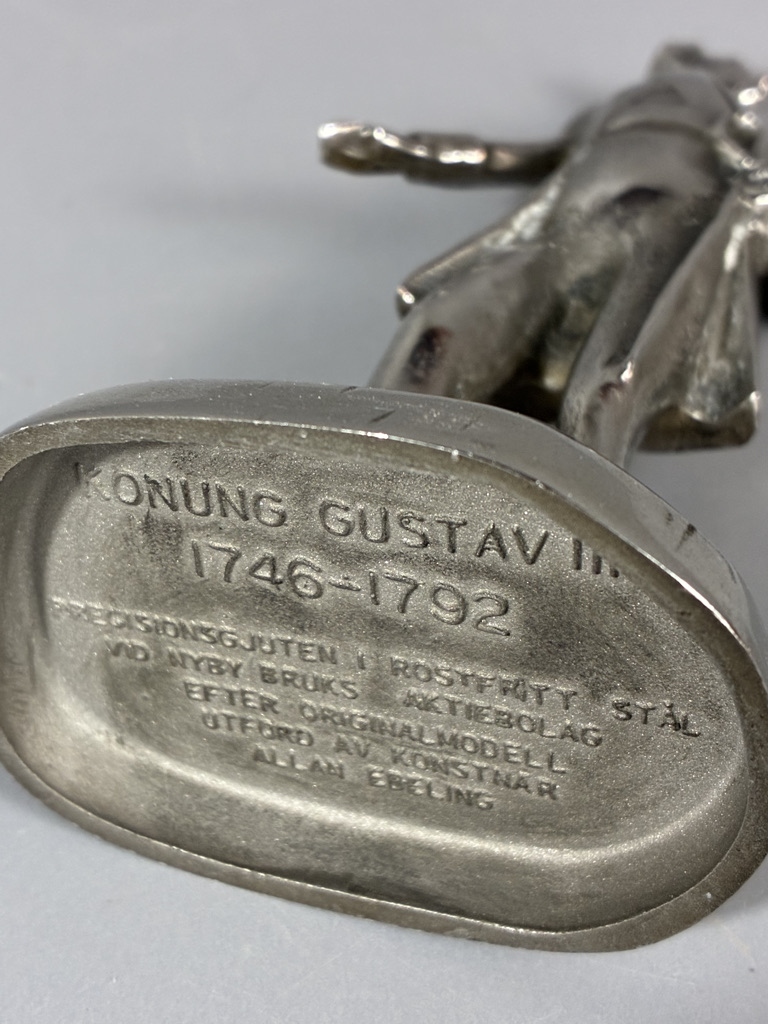 KONUNG GUSTAV III
1746-1792
PRECISIONSGJUTEN I ROSTFRITT STÅL
VID NYBY BRUKS AKTIEBOLAG
EFTER ORIGINALMODELL
UTFÖRD AV KONSTNÄR
ALLAN EBELING